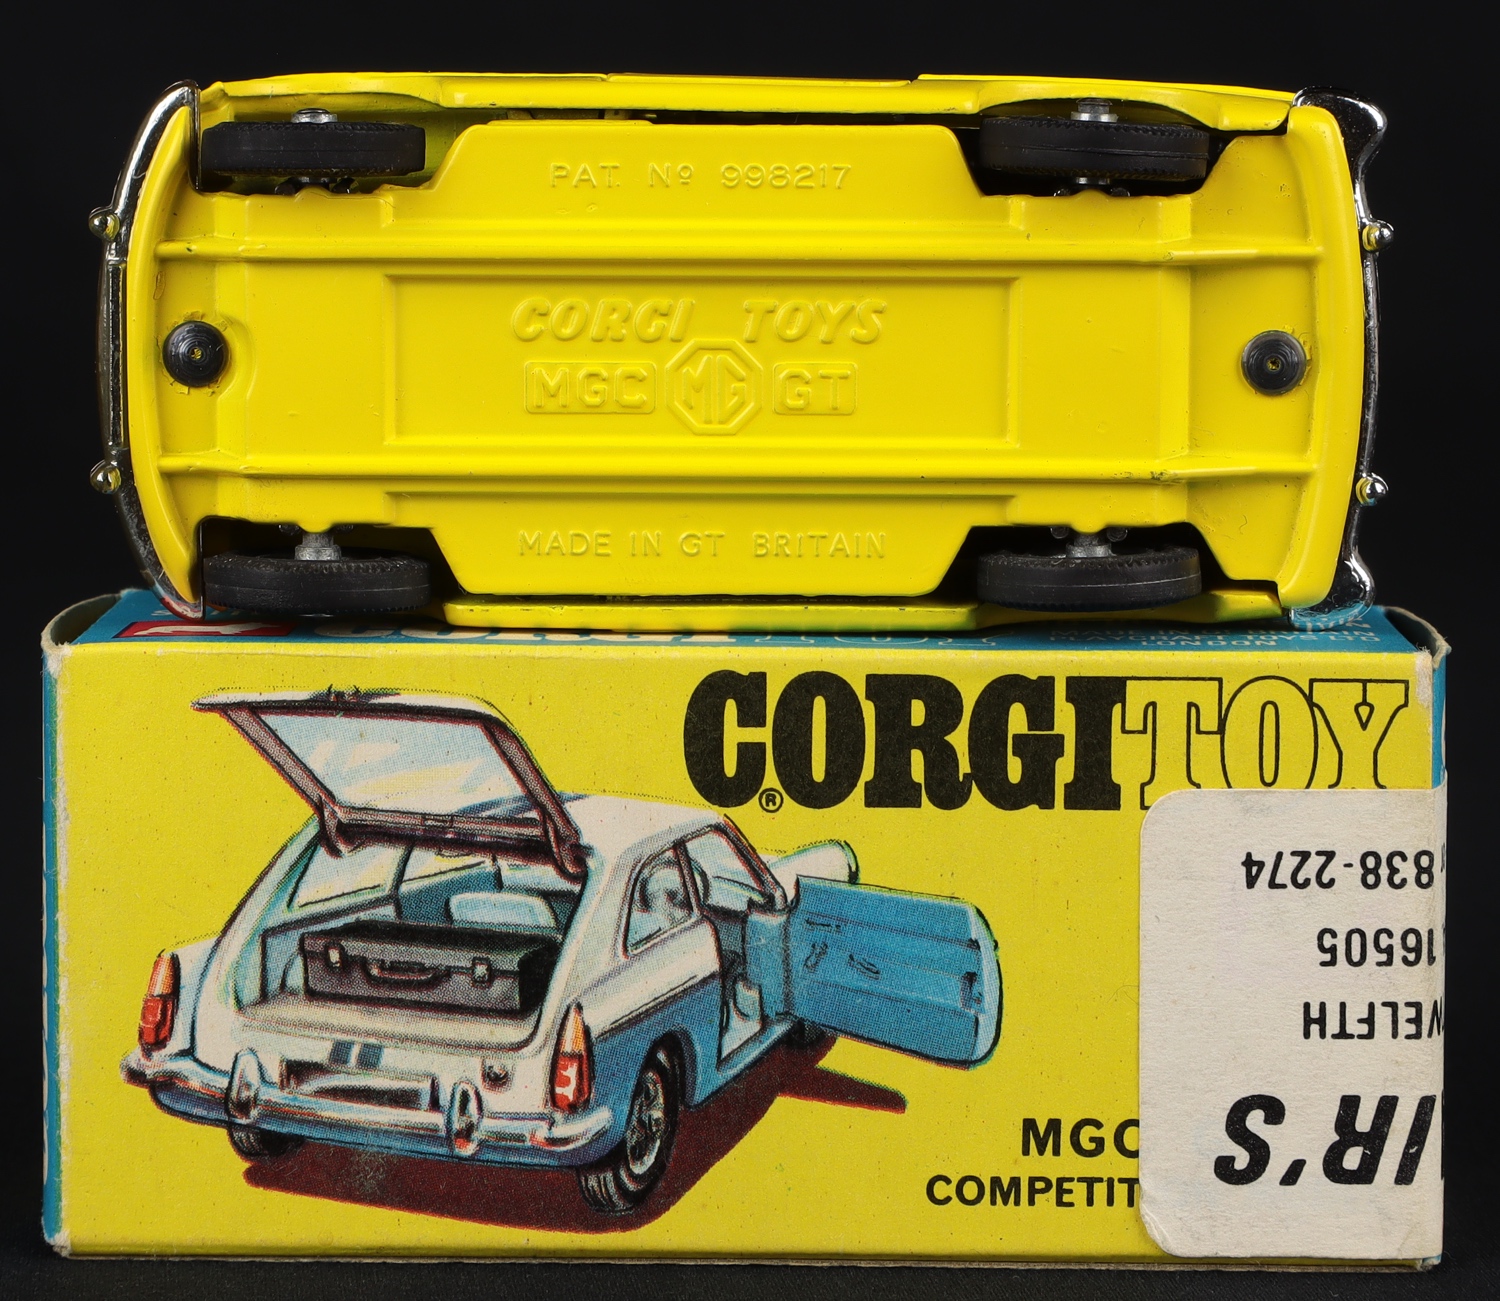 PAT. Nº 998217
CORGI TOYS
MGC MG GT
MADE IN GT BRITAIN
CORGI TOY
®
MGC
COMPETIT
838-2274
16505
WELFTH
IR'S